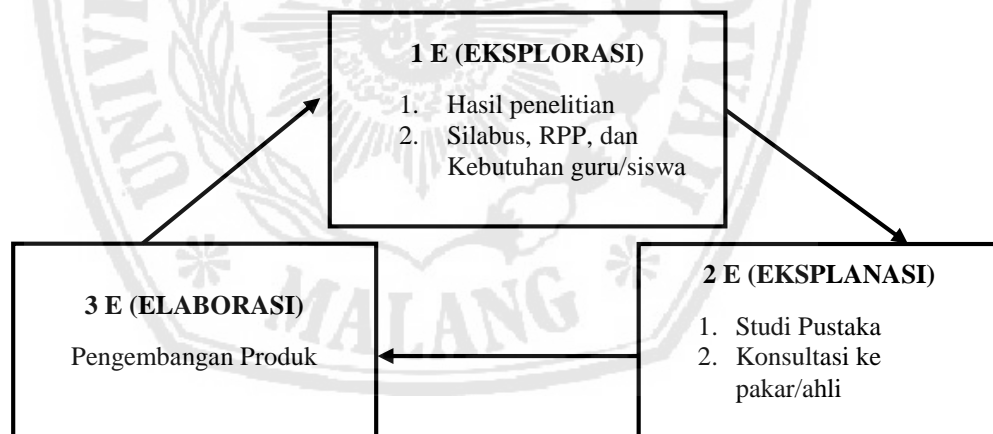 1 E (EKSPLORASI)
1. Hasil penelitian
2. Silabus, RPP, dan
Kebutuhan guru/siswa
2 E (EKSPLANASI)
1. Studi Pustaka
2. Konsultasi ke
pakar/ahli
3 E (ELABORASI)
Pengembangan Produk
MALANG